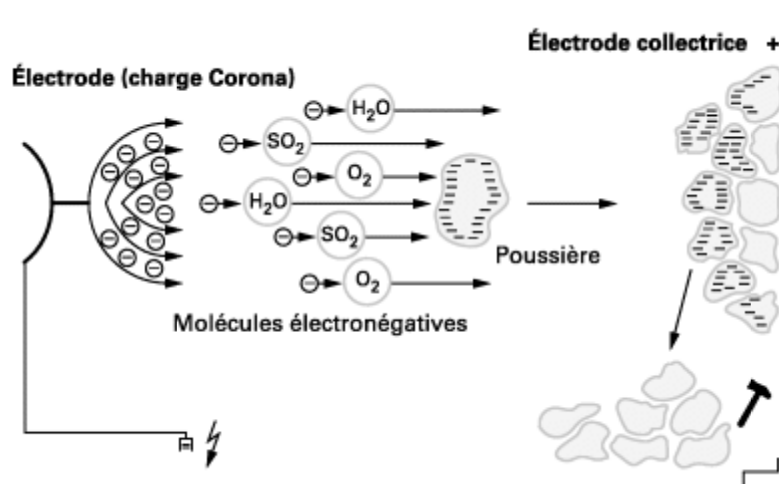 Électrode collectrice +
Électrode (charge Corona)
H₂O
SO₂
O₂
H₂O
SO₂
O₂
Poussière
Molécules électronégatives